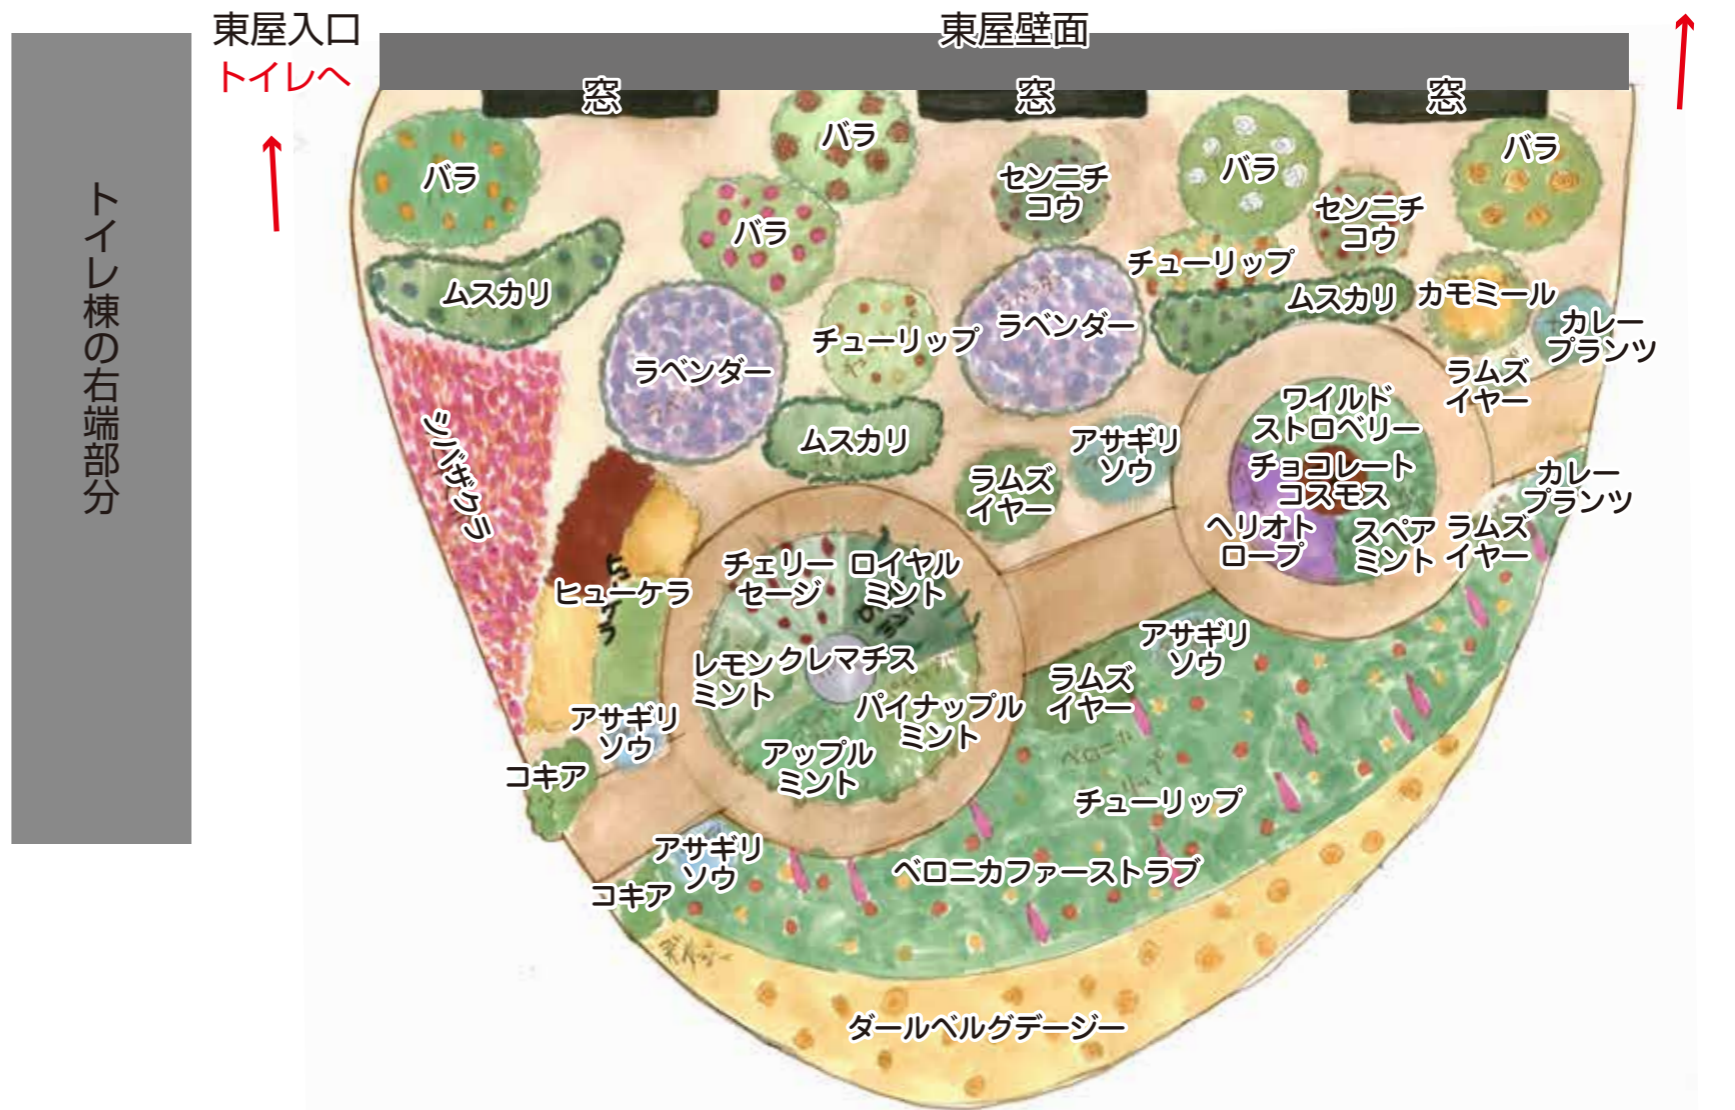 東屋入口
トイレへ
東屋壁面
窓
窓
窓
トイレ棟の右端部分
バラ
バラ
バラ
バラ
バラ
センニチ
コウ
センニチ
コウ
チューリップ
ムスカリ
ムスカリ
カモミール
カレー
プランツ
ラベンダー
チューリップ
ラベンダー
ラムズ
イヤー
シバザクラ
ムスカリ
ラムズ
イヤー
アサギリ
ソウ
ワイルド
ストロベリー
チョコレート
コスモス
ヘリオト
ロープ
スペア
ミント
ラムズ
イヤー
カレー
プランツ
ヒューケラ
ヒューケラ
チェリー
セージ
ロイヤル
ミント
レモン
ミント
クレマチス
パイナップル
ミント
アップル
ミント
アサギリ
ソウ
ラムズ
イヤー
アサギリ
ソウ
コキア
ベロニカ
チューリップ
アサギリ
ソウ
コキア
ベロニカファーストラブ
ダールベルグデージー